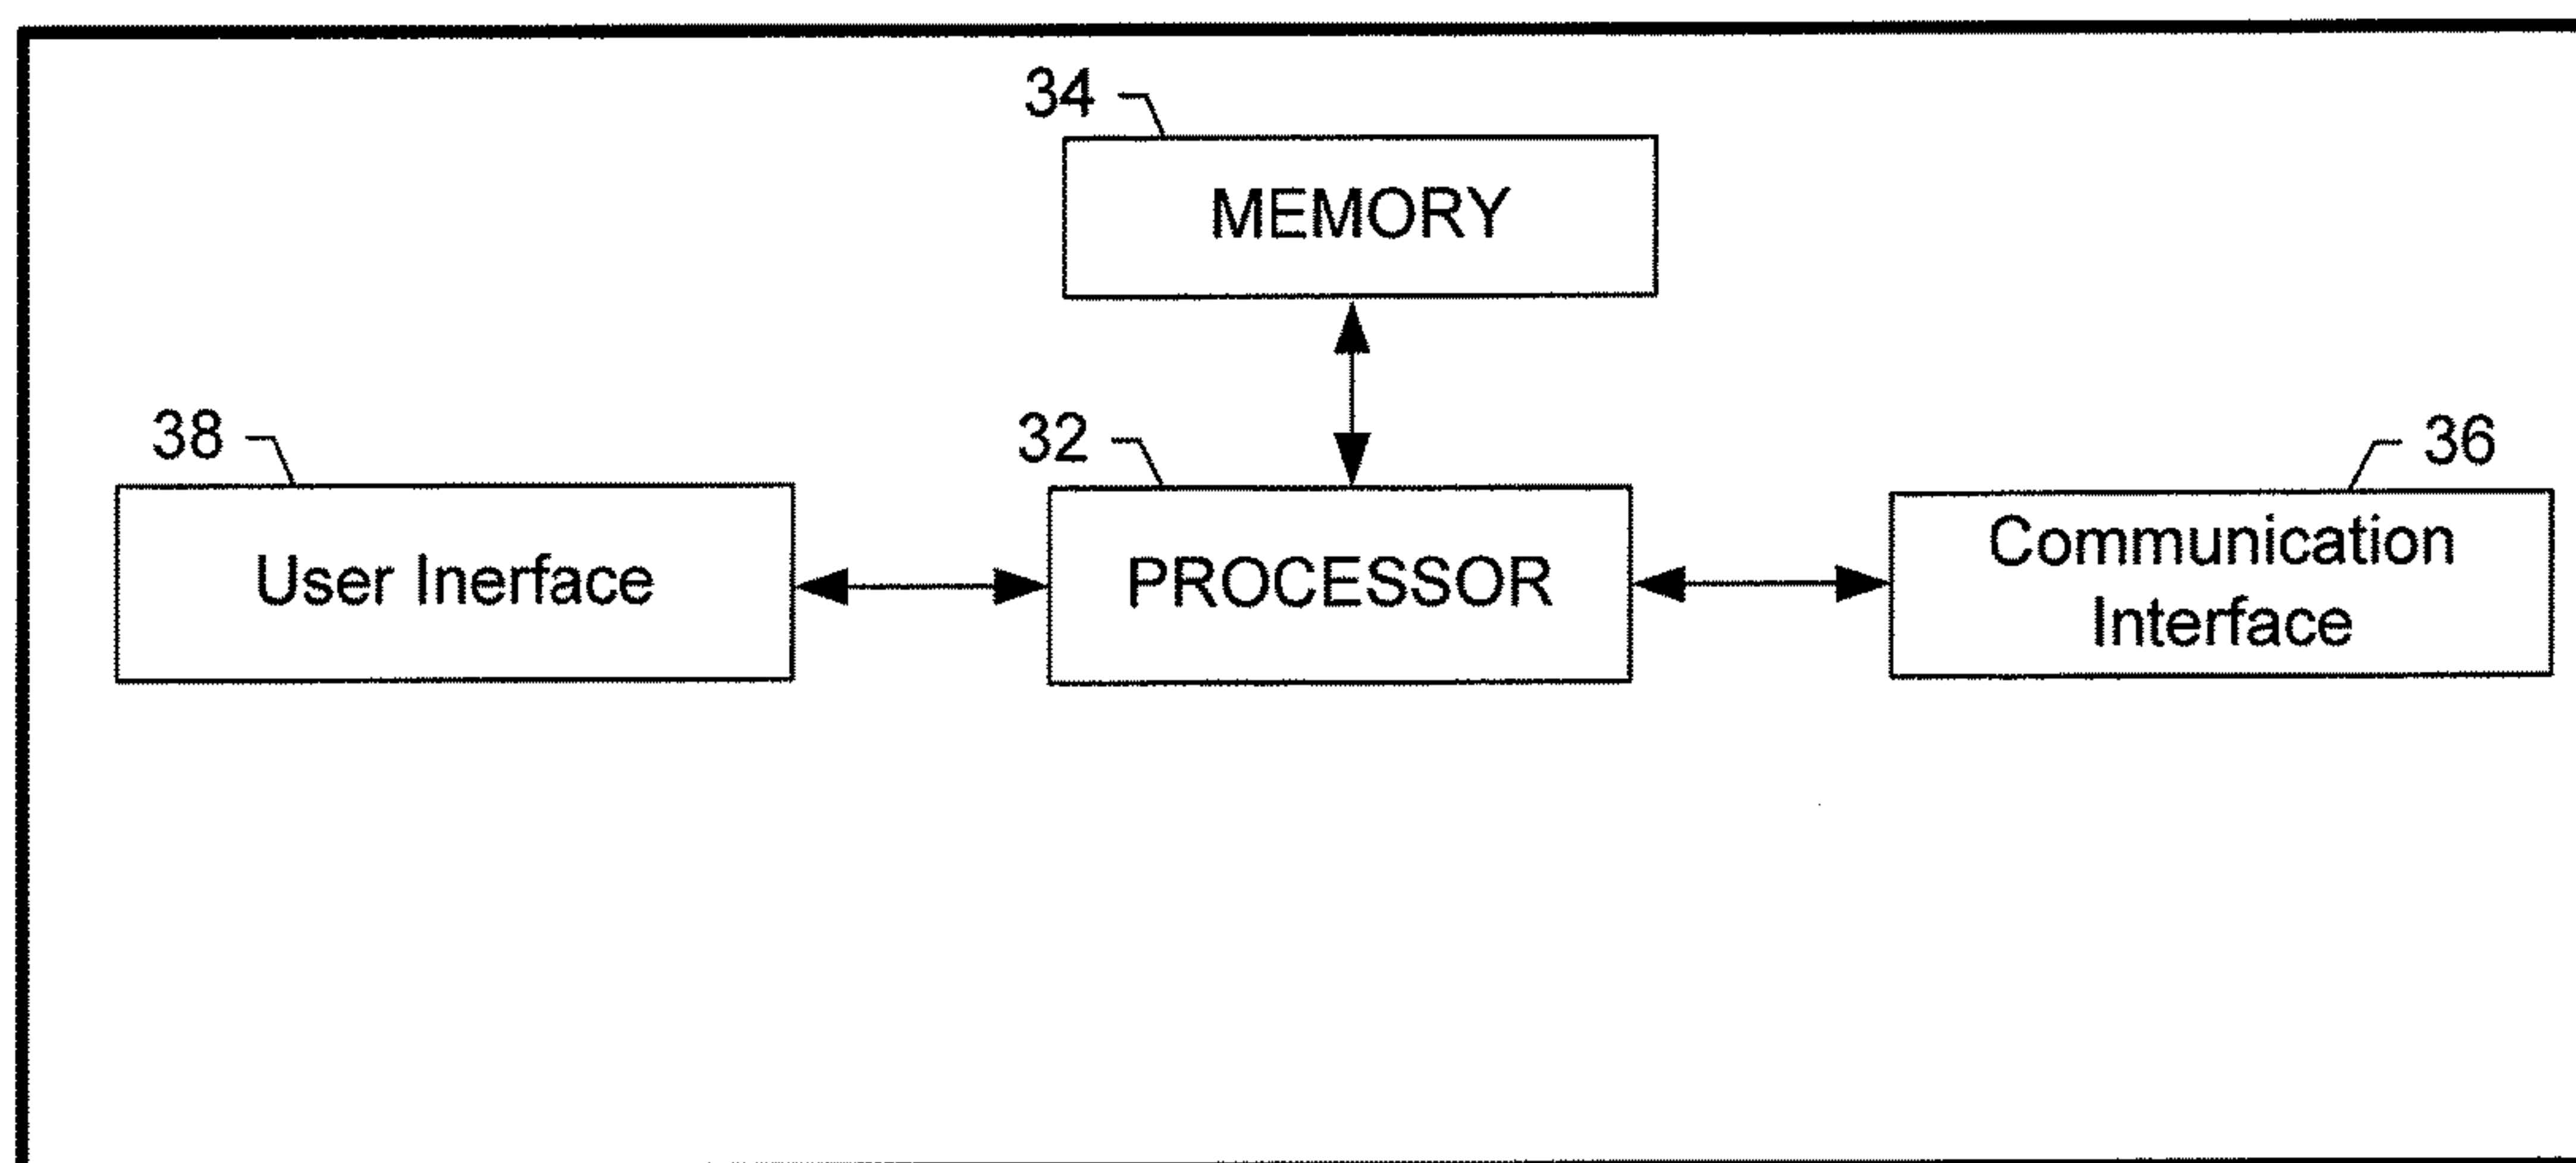 34
MEMORY
38
32
36
User Inerface
PROCESSOR
Communication
Interface